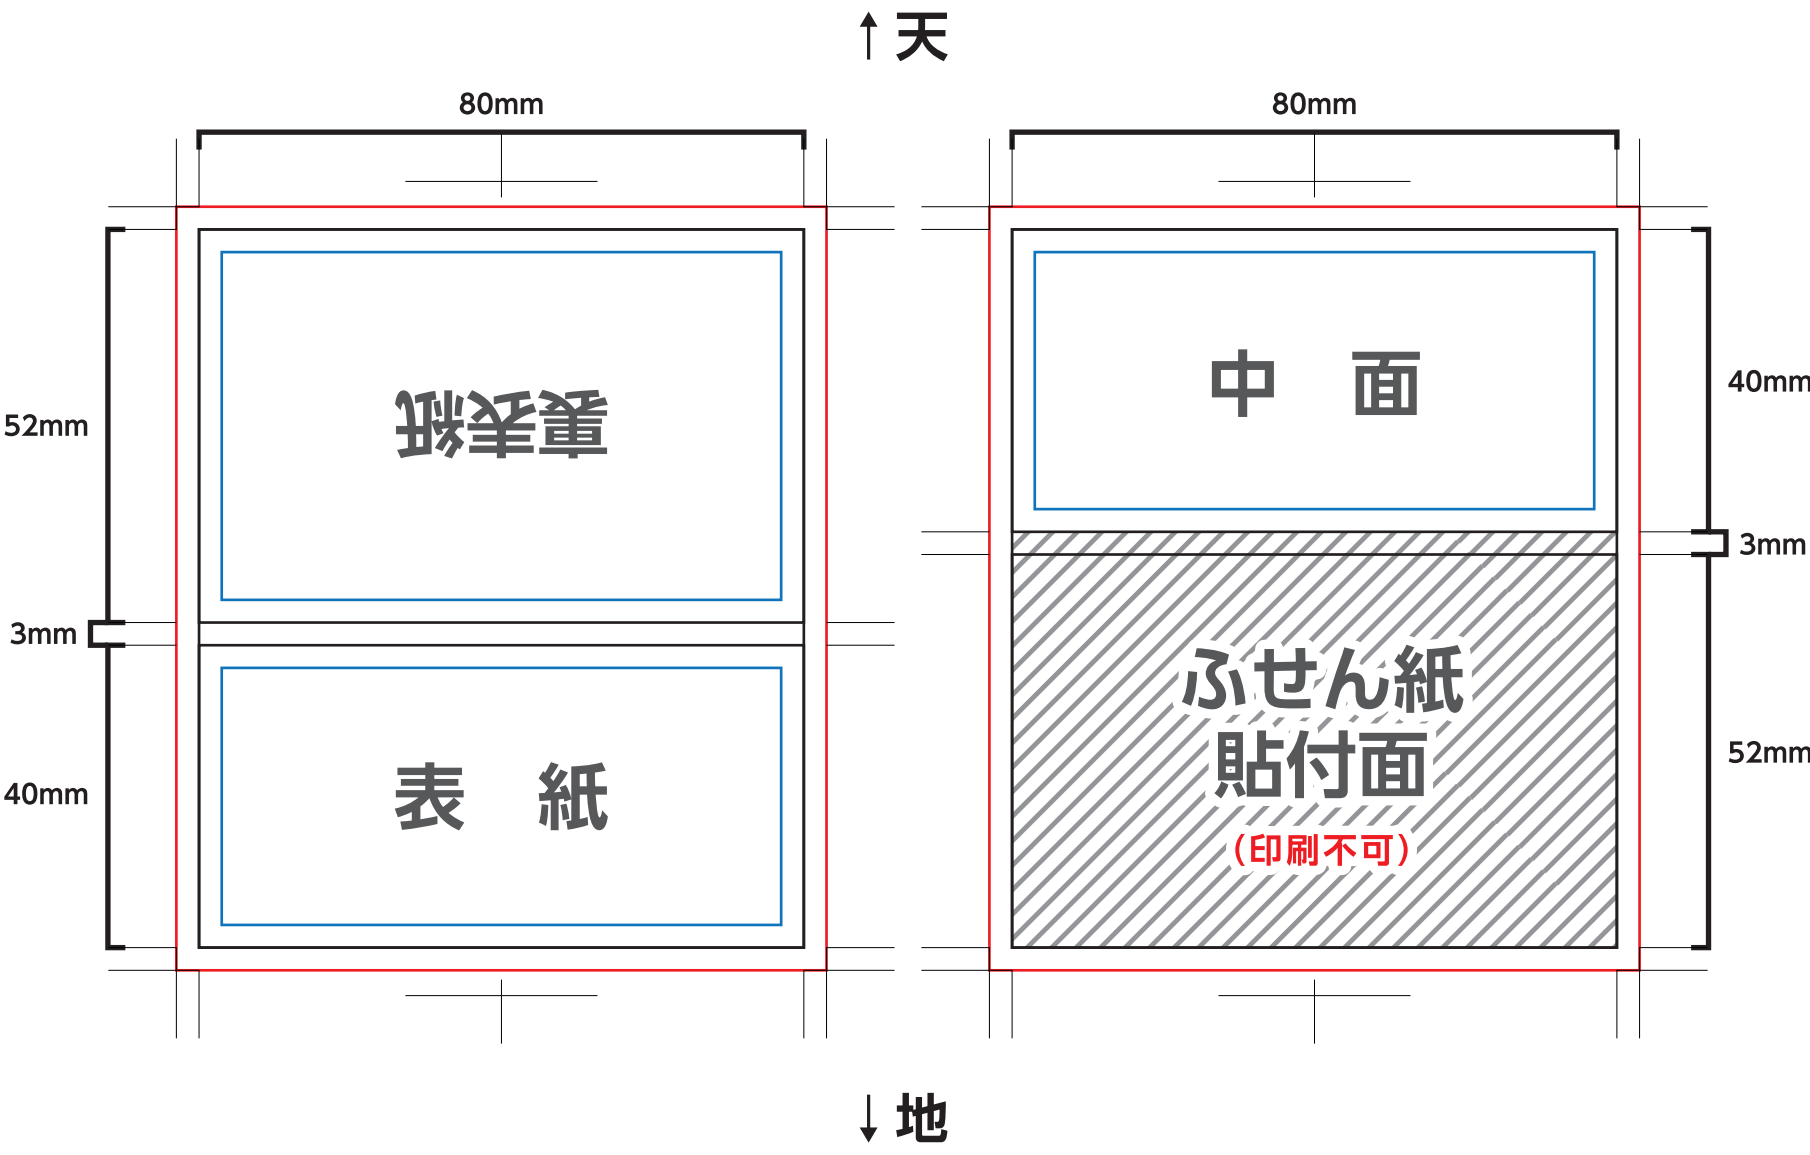 ↑ 天
80mm
80mm
裏表紙
中 面
52mm
40mm
3mm
3mm
ふせん紙
貼付面
(印刷不可)
表 紙
40mm
52mm
↓ 地